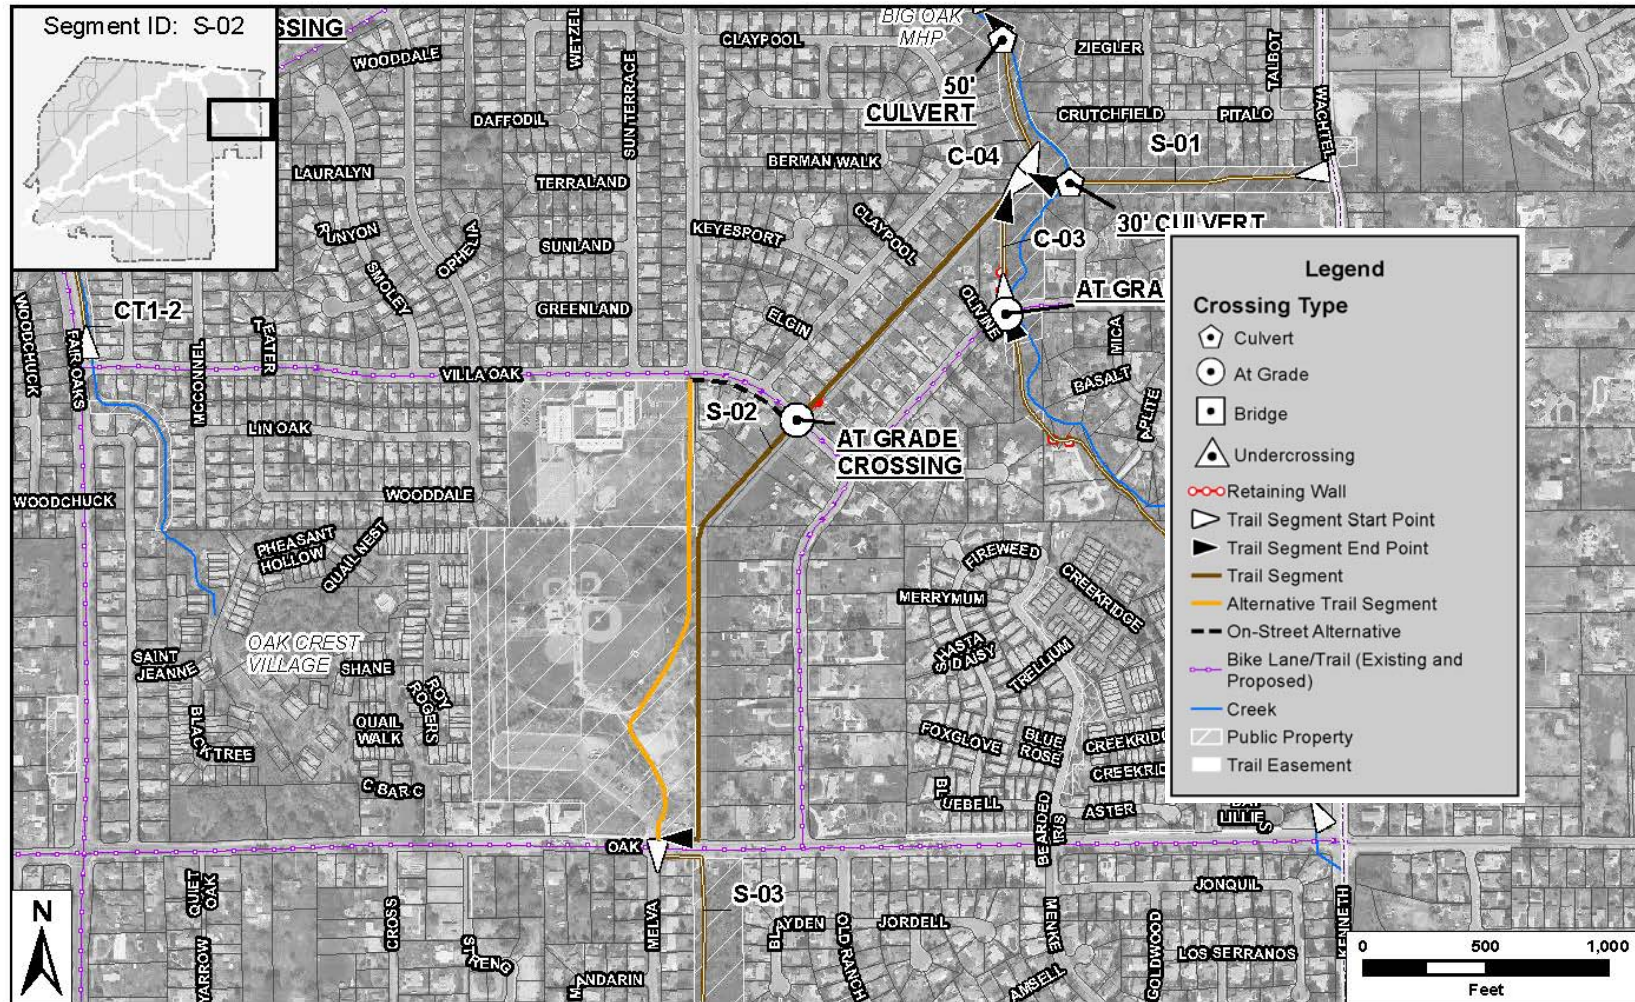 Segment ID: S-02
SSING
WOODDALE
WETZEL
CLAYPOOL
BIG OAK
MHP
ZIEGLER
TALBOT
SUN TERRACE
50'
CULVERT
DAFFODIL
CRUTCHFIELD
PITALO
WACHTEL
S-01
C-04
LAURALYN
BERMAN WALK
TERRALAND
RUNYON
OPHELIA
KEYESPORT
CLAYPOOL
30' CULVERT
SUNLAND
C-03
SMOLEY
GREENLAND
OLIVINE
AT GRA
WOODCHUCK
FAIR OAKS
CT1-2
TEATER
MCCONNEL
ELGIN
MICA
VILLA OAK
BASALT
APLITE
S-02
LIN OAK
AT GRADE
CROSSING
WOODDALE
WOODCHUCK
PHEASANT
HOLLOW
QUAIL NEST
FIREWEED
CREEKRIDGE
MERRYMUM
OAK CREST
VILLAGE
SAINT
JEANNE
SHANE
SHASTA
DAISY
TRELLIUM
ROY
ROGERS
BLACK TREE
QUAIL
WALK
FOXGLOVE
BLUE
ROSE
CREEKRIDG
CREEKRID
C BAR C
BLUEBELL
ASTER
BEARDED
IRIS
LILLIES
OAK
QUIET
OAK
CROSS
MELVA
S-03
BLAYDEN
JORDELL
OLD RANCH
MENKE
JONQUIL
GOLDWOOD
LOS SERRANOS
KENNETH
YARROW
STRENG
MANDARIN
AMSELL
N
Legend
Crossing Type
Culvert
At Grade
Bridge
Undercrossing
Retaining Wall
Trail Segment Start Point
Trail Segment End Point
Trail Segment
Alternative Trail Segment
On-Street Alternative
Bike Lane/Trail (Existing and
Proposed)
Creek
Public Property
Trail Easement
0 500 1,000
Feet